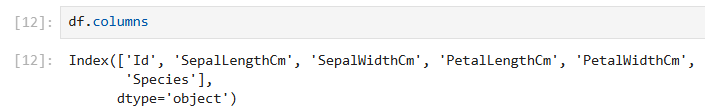 [12]: df.columns
[12]: Index(['Id', 'SepalLengthCm', 'SepalWidthCm', 'PetalLengthCm', 'PetalWidthCm',
'Species'],
dtype='object')